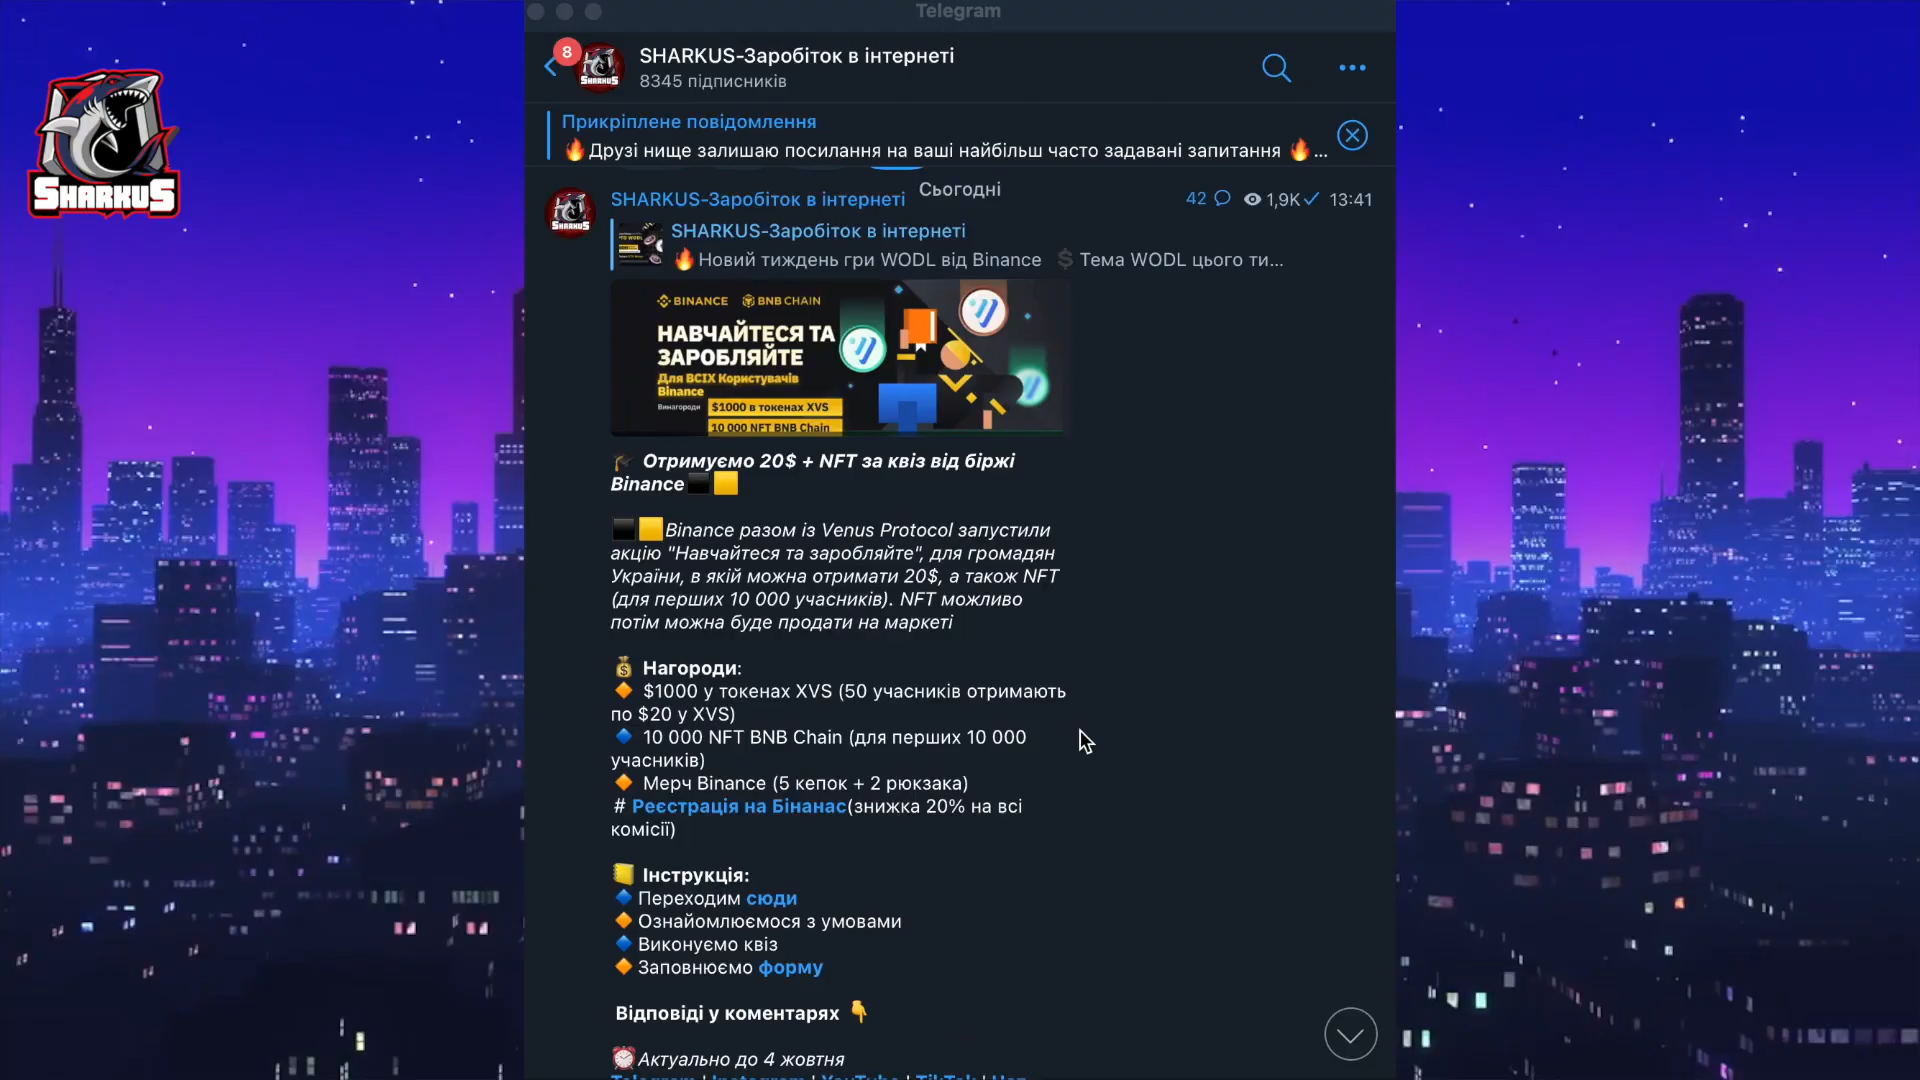 Telegram
SHARKUS
8
SHARKUS
SHARKUS-Заробіток в інтернеті
8345 підписників
Прикріплене повідомлення
🔥Друзі нище залишаю посилання на ваші найбільш часто задавані запитання 🔥...
Сьогодні
SHARKUS
SHARKUS-Заробіток в інтернеті
42 1,9K 13:41
SHARKUS-Заробіток в інтернеті
🔥Новий тиждень гри WODL від Binance 💲Тема WODL цього ти...
BINANCE BNB CHAIN
НАВЧАЙТЕСЯ ТА
ЗАРОБЛЯЙТЕ
Для ВСІХ Користувачів
Binance
Винагороди $1000 в токенах XVS
10 000 NFT BNB Chain
🎓 Отримуємо 20$ + NFT за квіз від біржі
Binance⬛🟨
⬛🟨Binance разом із Venus Protocol запустили
акцію "Навчайтеся та заробляйте", для громадян
України, в якій можна отримати 20$, а також NFT
(для перших 10 000 учасників). NFT можливо
потім можна буде продати на маркеті
💰 Нагороди:
🔶 $1000 у токенах XVS (50 учасників отримають
по $20 у XVS)
🔷 10 000 NFT BNB Chain (для перших 10 000
учасників)
🔶 Мерч Binance (5 кепок + 2 рюкзака)
# Реєстрація на Бінанас(знижка 20% на всі
комісії)
📒 Інструкція:
🔷 Переходим сюди
🔶 Ознайомлюємося з умовами
🔷 Виконуємо квіз
🔶 Заповнюємо форму
Відповіді у коментарях 👇
⏰Актуально до 4 жовтня
Telegram | Instagram | YouTube | TikTok |